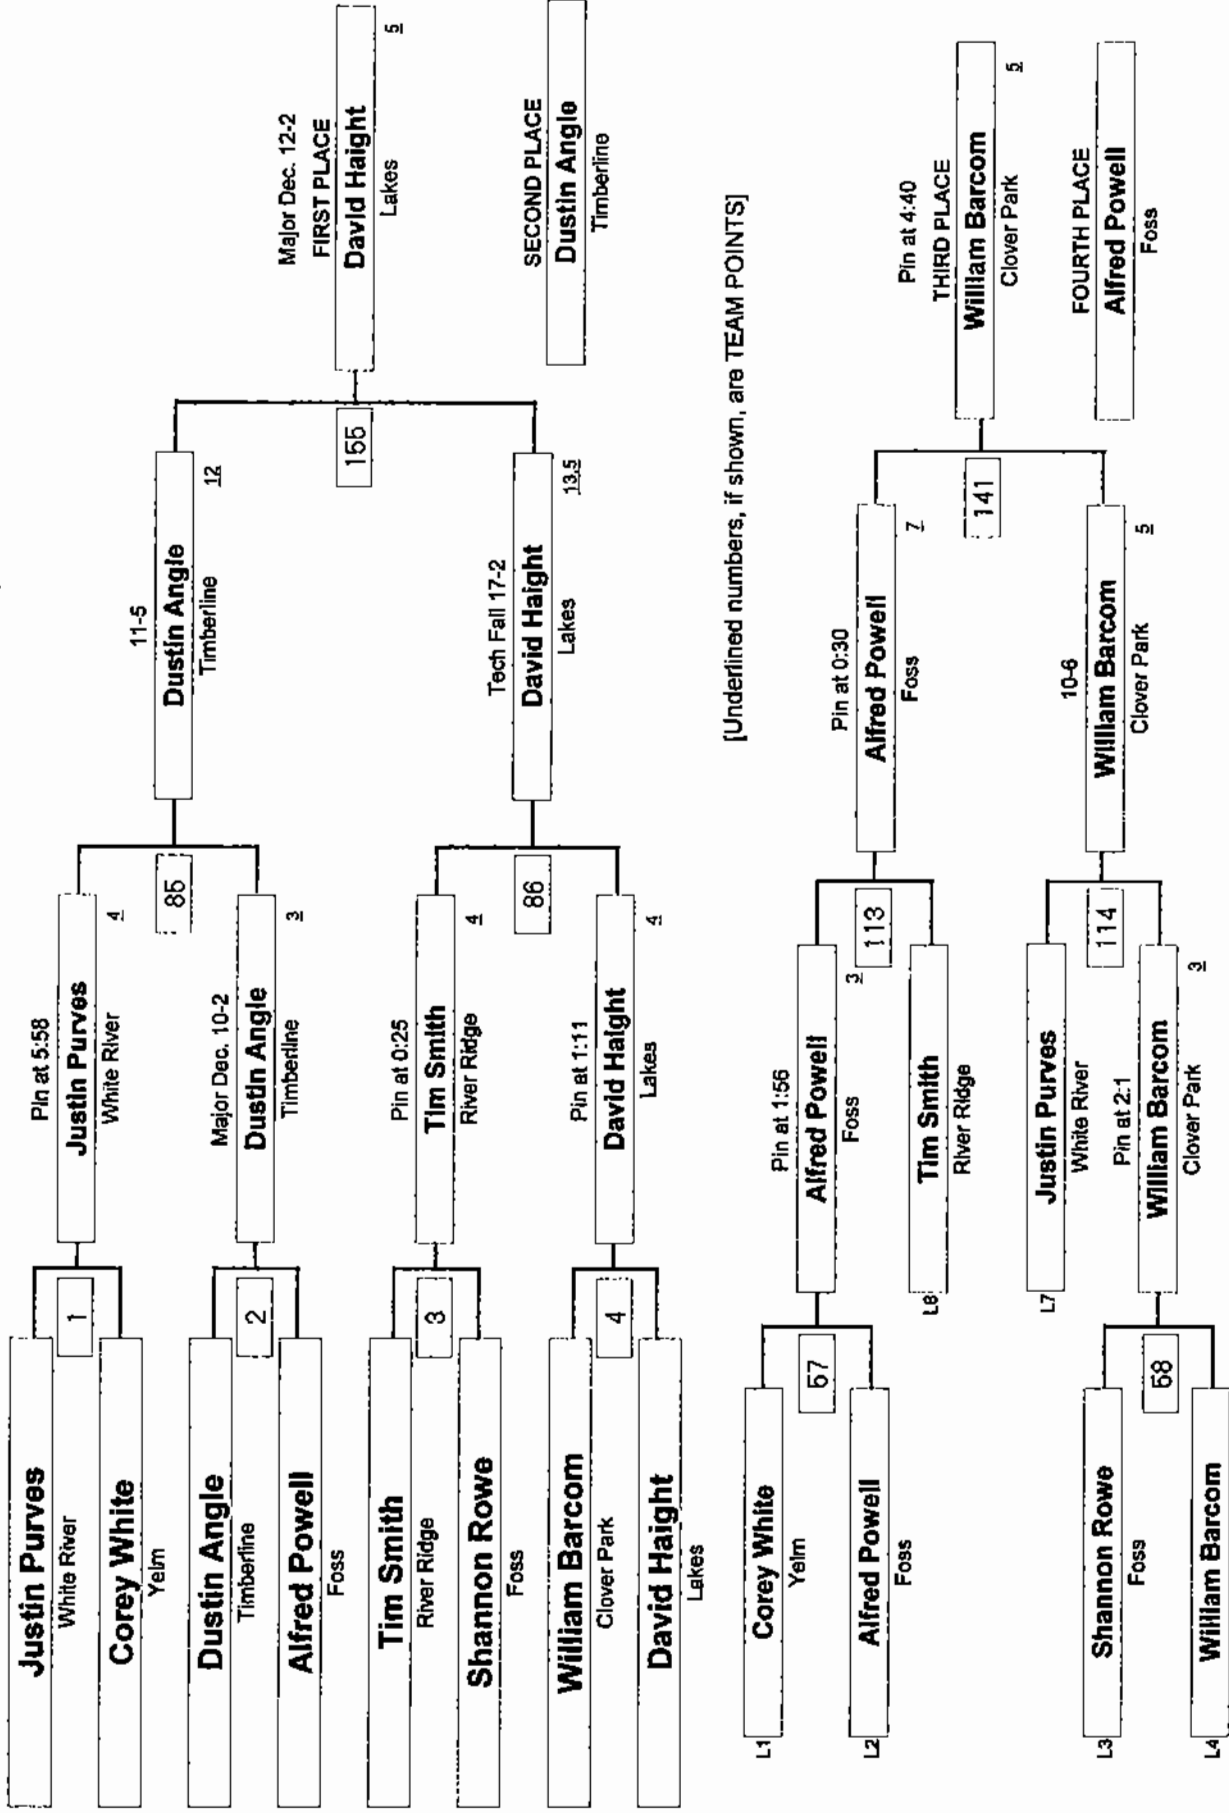 Justin Purves
White River
1
Corey White
Yelm
Pin at 5:58
Justin Purves
White River
4
85
Dustin Angle
Timberline
2
Alfred Powell
Foss
Major Dec. 10-2
Dustin Angle
Timberline
3
11-5
Dustin Angle
Timberline
12
155
Tim Smith
River Ridge
3
Shannon Rowe
Foss
Pin at 0:25
Tim Smith
River Ridge
4
86
William Barcom
Clover Park
4
David Haight
Lakes
Pin at 1:11
David Haight
Lakes
4
Tech Fall 17-2
David Haight
Lakes
13.5
Major Dec. 12-2
FIRST PLACE
David Haight
Lakes
5
SECOND PLACE
Dustin Angle
Timberline
[Underlined numbers, if shown, are TEAM POINTS]
L1
Corey White
Yelm
57
L2
Alfred Powell
Foss
Pin at 1:56
Alfred Powell
Foss
3
113
L8
Tim Smith
River Ridge
Pin at 0:30
Alfred Powell
Foss
7
141
L7
Justin Purves
White River
114
L3
Shannon Rowe
Foss
58
L4
William Barcom
Pin at 2:1
William Barcom
Clover Park
3
10-6
William Barcom
Clover Park
5
Pin at 4:40
THIRD PLACE
William Barcom
Clover Park
5
FOURTH PLACE
Alfred Powell
Foss